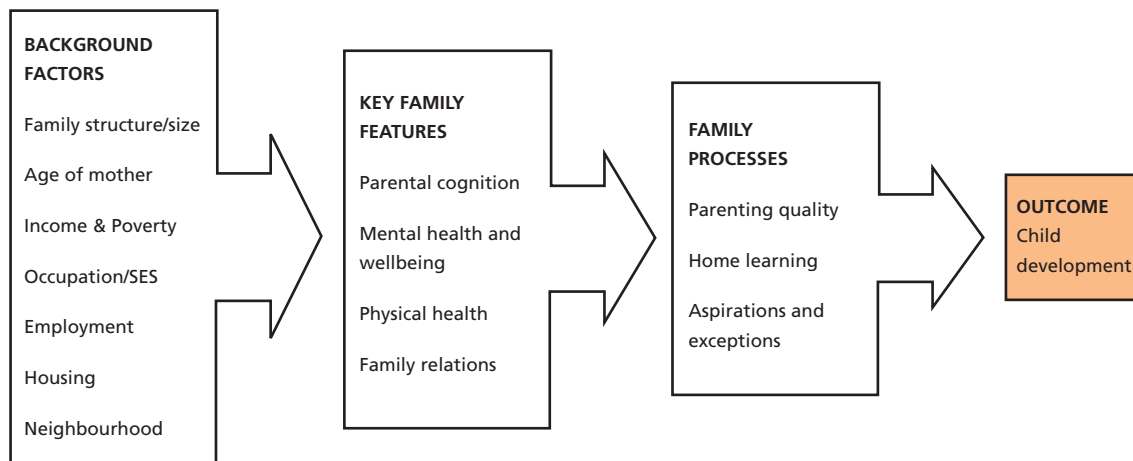 BACKGROUND
FACTORS
Family structure/size
Age of mother
Income & Poverty
Occupation/SES
Employment
Housing
Neighbourhood
KEY FAMILY
FEATURES
Parental cognition
Mental health and
wellbeing
Physical health
Family relations
FAMILY
PROCESSES
Parenting quality
Home learning
Aspirations and
exceptions
OUTCOME
Child
development